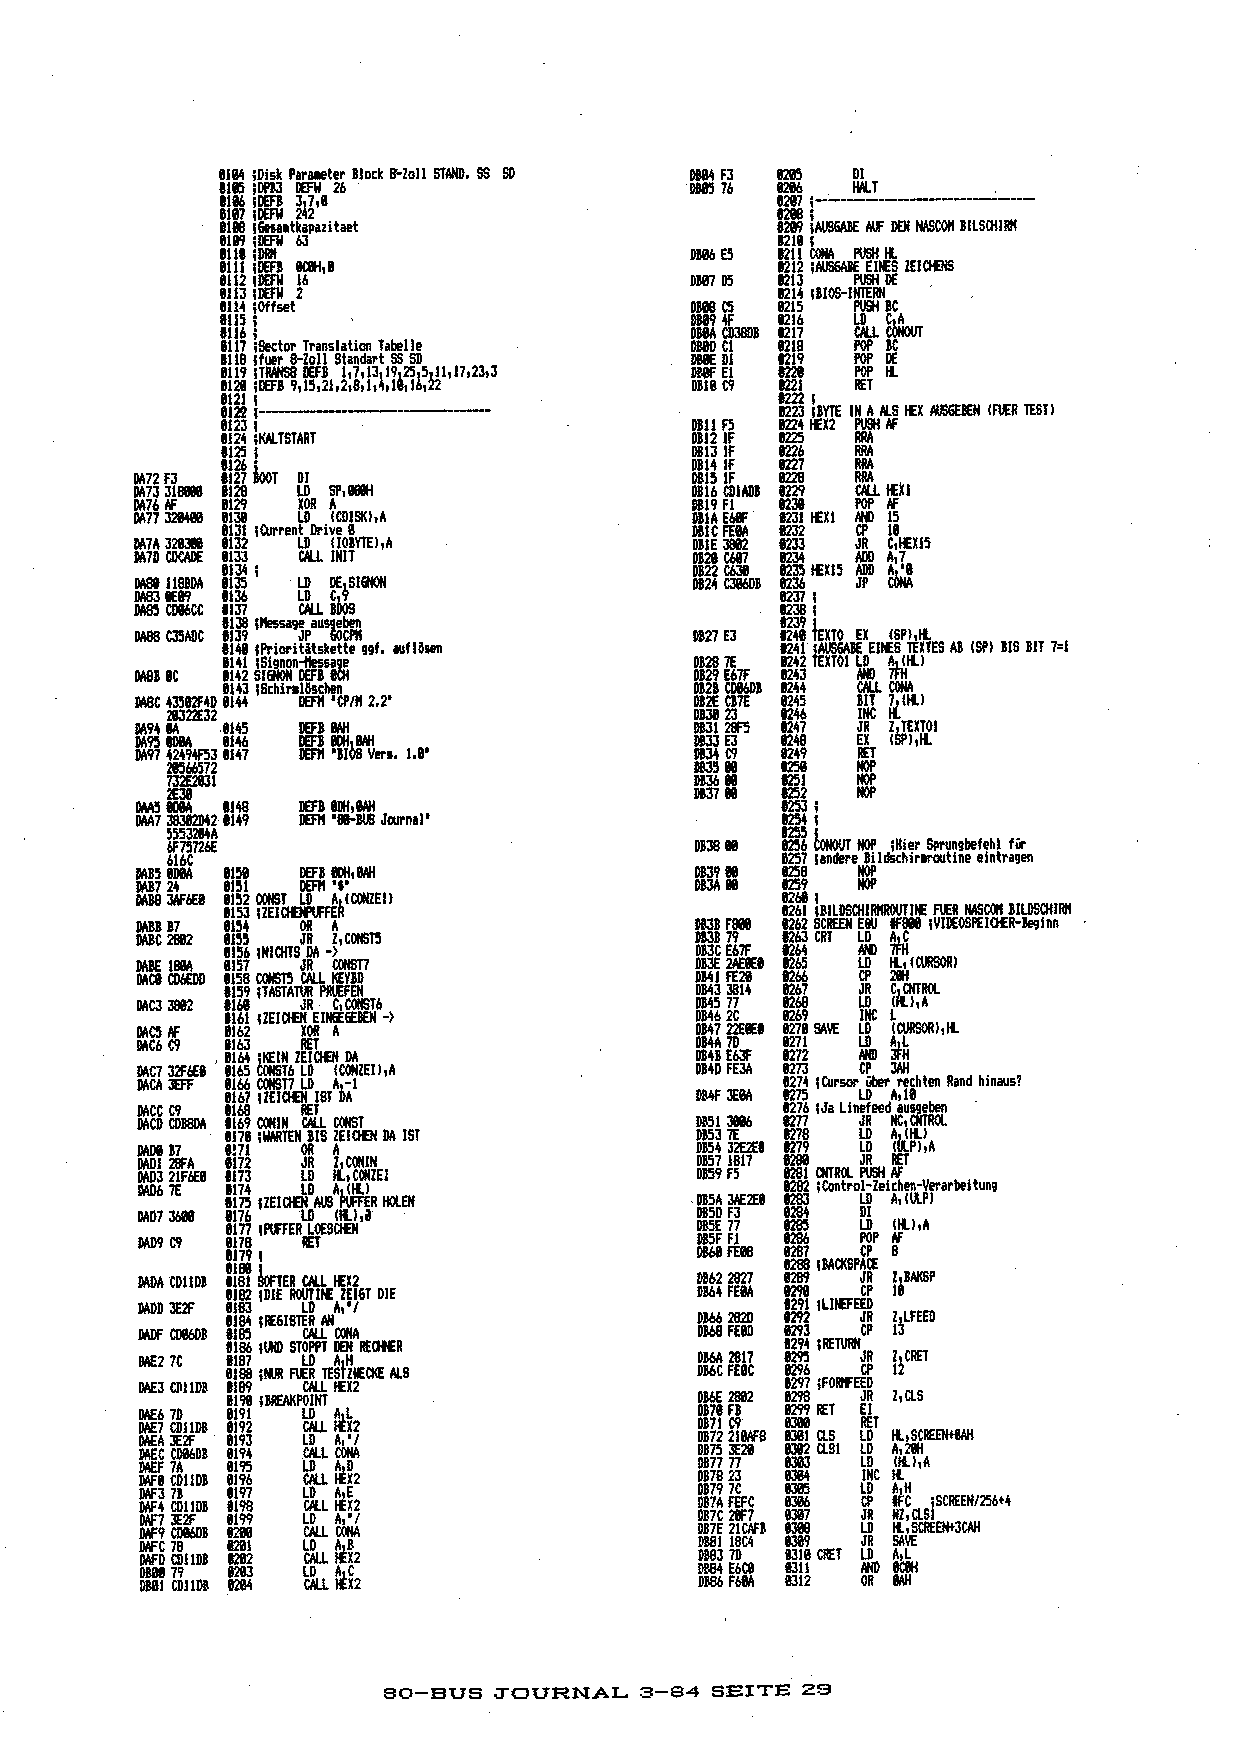 0104 ;Disk Parameter Block 8-Zoll STAND. SS SD
0105 ;DPB3 DEFW 26
0106 ;DEFB 3,7,0
0107 ;DEFW 242
0108 ;Gesamtkapazitaet
0109 ;DEFW 63
0110 ;DRM
0111 ;DEFB 0C0H,0
0112 ;DEFW 16
0113 ;DEFW 2
0114 ;Offset
0115 ;
0116 ;
0117 ;Sector Translation Tabelle
0118 ;fuer 8-Zoll Standart SS SD
0119 ;TRANS8 DEFB 1,7,13,19,25,5,11,17,23,3
0120 ;DEFB 9,15,21,2,8,1,4,10,16,22
0121 ;
0122 ;-----------------------------------
0123 ;
0124 ;KALTSTART
0125 ;
0126 ;
DA72 F3 0127 BOOT DI
DA73 318000 0128 LD SP,080H
DA76 AF 0129 XOR A
DA77 320400 0130 LD (CDISK),A
0131 ;Current Drive 0
DA7A 320300 0132 LD (IOBYTE),A
DA7D CDCADE 0133 CALL INIT
0134 ;
DA80 118BDA 0135 LD DE,SIGNON
DA83 0E09 0136 LD C,9
DA85 CD06CC 0137 CALL BDOS
0138 ;Message ausgeben
DA88 C35ADC 0139 JP GOCPM
0140 ;Prioritätskette ggf. auflösen
0141 ;Signon-Message
DA8B 0C 0142 SIGNON DEFB 0CH
0143 ;Schirmlöschen
DA8C 43502F4D 0144 DEFM "CP/M 2.2"
20322E32
DA94 0A 0145 DEFB 0AH
DA95 0D0A 0146 DEFB 0DH,0AH
DA97 42494F53 0147 DEFM "BIOS Vers. 1.0"
20566572
732E2031
2E30
DAA5 0D0A 0148 DEFB 0DH,0AH
DAA7 38302D42 0149 DEFM "80-BUS Journal"
5553204A
6F75726E
616C
DAB5 0D0A 0150 DEFB 0DH,0AH
DAB7 24 0151 DEFM "$"
DAB8 3AF6E0 0152 CONST LD A,(CONZEI)
0153 ;ZEICHENPUFFER
DABB B7 0154 OR A
DABC 2802 0155 JR Z,CONST5
0156 ;NICHTS DA ->
DABE 180A 0157 JR CONST7
DAC0 CD6EDD 0158 CONST5 CALL KEYBD
0159 ;TASTATUR PRUEFEN
DAC3 3802 0160 JR C,CONST6
0161 ;ZEICHEN EINGEGEBEN ->
DAC5 AF 0162 XOR A
DAC6 C9 0163 RET
0164 ;KEIN ZEICHEN DA
DAC7 32F6E0 0165 CONST6 LD (CONZEI),A
DACA 3EFF 0166 CONST7 LD A,-1
0167 ;ZEICHEN IST DA
DACC C9 0168 RET
DACD CDB8DA 0169 CONIN CALL CONST
0170 ;WARTEN BIS ZEICHEN DA IST
DAD0 B7 0171 OR A
DAD1 28FA 0172 JR Z,CONIN
DAD3 21F6E0 0173 LD HL,CONZEI
DAD6 7E 0174 LD A,(HL)
0175 ;ZEICHEN AUS PUFFER HOLEN
DAD7 3600 0176 LD (HL),0
0177 ;PUFFER LOESCHEN
DAD9 C9 0178 RET
0179 ;
0180 ;
DADA CD11DB 0181 SOFTER CALL HEX2
0182 ;DIE ROUTINE ZEIGT DIE
DADD 3E2F 0183 LD A,"/
0184 ;REGISTER AN
DADF CD06DB 0185 CALL CONA
0186 ;UND STOPPT DEN RECHNER
DAE2 7C 0187 LD A,H
0188 ;NUR FUER TESTZWECKE ALS
DAE3 CD11DB 0189 CALL HEX2
0190 ;BREAKPOINT
DAE6 7D 0191 LD A,L
DAE7 CD11DB 0192 CALL HEX2
DAEA 3E2F 0193 LD A,"/
DAEC CD06DB 0194 CALL CONA
DAEF 7A 0195 LD A,D
DAF0 CD11DB 0196 CALL HEX2
DAF3 7B 0197 LD A,E
DAF4 CD11DB 0198 CALL HEX2
DAF7 3E2F 0199 LD A,"/
DAF9 CD06DB 0200 CALL CONA
DAFC 78 0201 LD A,B
DAFD CD11DB 0202 CALL HEX2
DB00 79 0203 LD A,C
DB01 CD11DB 0204 CALL HEX2
DB04 F3 0205 DI
DB05 76 0206 HALT
0207 ;---------------------------------
0208 ;
0209 ;AUSGABE AUF DEN NASCOM BILSCHIRM
0210 ;
DB06 E5 0211 CONA PUSH HL
0212 ;AUSGABE EINES ZEICHENS
DB07 D5 0213 PUSH DE
0214 ;BIOS-INTERN
DB08 C5 0215 PUSH BC
DB09 4F 0216 LD C,A
DB0A CD38DB 0217 CALL CONOUT
DB0D C1 0218 POP BC
DB0E D1 0219 POP DE
DB0F E1 0220 POP HL
DB10 C9 0221 RET
0222 ;
0223 ;BYTE IN A ALS HEX AUSGEBEN (FUER TEST)
DB11 F5 0224 HEX2 PUSH AF
DB12 1F 0225 RRA
DB13 1F 0226 RRA
DB14 1F 0227 RRA
DB15 1F 0228 RRA
DB16 CD1ADB 0229 CALL HEX1
DB19 F1 0230 POP AF
DB1A E60F 0231 HEX1 AND 15
DB1C FE0A 0232 CP 10
DB1E 3802 0233 JR C,HEX15
DB20 C607 0234 ADD A,7
DB22 C630 0235 HEX15 ADD A,"0
DB24 C306DB 0236 JP CONA
0237 ;
0238 ;
0239 ;
DB27 E3 0240 TEXTO EX (SP),HL
0241 ;AUSGABE EINES TEXTES AB (SP) BIS BIT 7=1
DB28 7E 0242 TEXTO1 LD A,(HL)
DB29 E67F 0243 AND 7FH
DB2B CD06DB 0244 CALL CONA
DB2E CB7E 0245 BIT 7,(HL)
DB30 23 0246 INC HL
DB31 28F5 0247 JR Z,TEXTO1
DB33 E3 0248 EX (SP),HL
DB34 C9 0249 RET
DB35 00 0250 NOP
DB36 00 0251 NOP
DB37 00 0252 NOP
0253 ;
0254 ;
0255 ;
DB38 00 0256 CONOUT NOP ;Hier Sprungbefehl für
0257 ;andere Bildschirmroutine eintragen
DB39 00 0258 NOP
DB3A 00 0259 NOP
0260 ;
0261 ;BILDSCHIRMROUTINE FUER NASCOM BILDSCHIRM
DB3B F800 0262 SCREEN EQU #F800 ;VIDEOSPEICHER-Beginn
DB3B 79 0263 CRT LD A,C
DB3C E67F 0264 AND 7FH
DB3E 2AE0E0 0265 LD HL,(CURSOR)
DB41 FE20 0266 CP 20H
DB43 3814 0267 JR C,CNTROL
DB45 77 0268 LD (HL),A
DB46 2C 0269 INC L
DB47 22E0E0 0270 SAVE LD (CURSOR),HL
DB4A 7D 0271 LD A,L
DB4B E63F 0272 AND 3FH
DB4D FE3A 0273 CP 3AH
0274 ;Cursor über rechten Rand hinaus?
DB4F 3E0A 0275 LD A,10
0276 ;Ja Linefeed ausgeben
DB51 3006 0277 JR NC,CNTROL
DB53 7E 0278 LD A,(HL)
DB54 32E2E0 0279 LD (ULP),A
DB57 1817 0280 JR RET
DB59 F5 0281 CNTROL PUSH AF
0282 ;Control-Zeichen-Verarbeitung
DB5A 3AE2E0 0283 LD A,(ULP)
DB5D F3 0284 DI
DB5E 77 0285 LD (HL),A
DB5F F1 0286 POP AF
DB60 FE08 0287 CP 8
0288 ;BACKSPACE
DB62 2827 0289 JR Z,BAKSP
DB64 FE0A 0290 CP 10
0291 ;LINEFEED
DB66 282D 0292 JR Z,LFEED
DB68 FE0D 0293 CP 13
0294 ;RETURN
DB6A 2817 0295 JR Z,CRET
DB6C FE0C 0296 CP 12
0297 ;FORMFEED
DB6E 2802 0298 JR Z,CLS
DB70 FB 0299 RET EI
DB71 C9 0300 RET
DB72 210AF8 0301 CLS LD HL,SCREEN+0AH
DB75 3E20 0302 CLS1 LD A,20H
DB77 77 0303 LD (HL),A
DB78 23 0304 INC HL
DB79 7C 0305 LD A,H
DB7A FEFC 0306 CP #FC ;SCREEN/256+4
DB7C 20F7 0307 JR NZ,CLS1
DB7E 21CAFB 0308 LD HL,SCREEN+3CAH
DB81 18C4 0309 JR SAVE
DB83 7D 0310 CRET LD A,L
DB84 E6C0 0311 AND 0C0H
DB86 F60A 0312 OR 0AH
80-BUS JOURNAL 3-84 SEITE 29